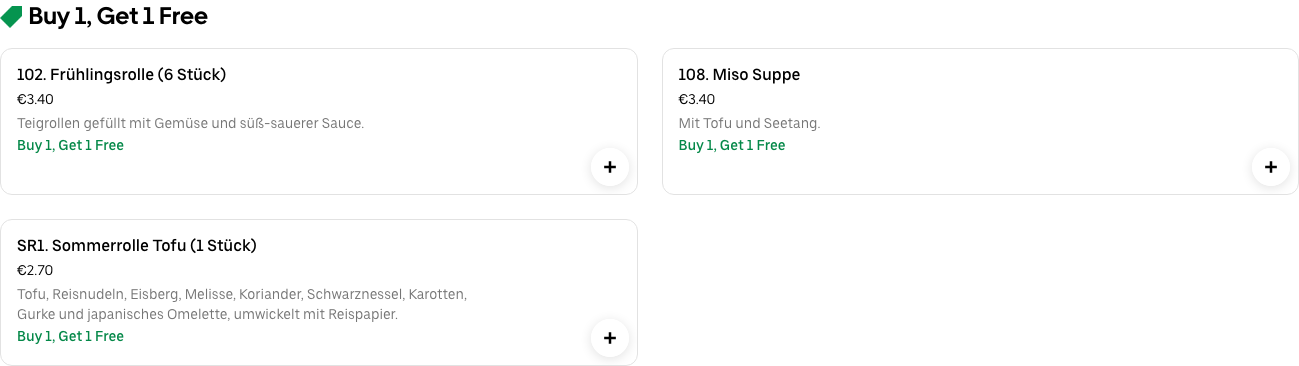 Buy 1, Get 1 Free
102. Frühlingsrolle (6 Stück)
€3.40
Teigrollen gefüllt mit Gemüse und süß-sauerer Sauce.
Buy 1, Get 1 Free
108. Miso Suppe
€3.40
Mit Tofu und Seetang.
Buy 1, Get 1 Free
SR1. Sommerrolle Tofu (1 Stück)
€2.70
Tofu, Reisnudeln, Eisberg, Melisse, Koriander, Schwarznessel, Karotten,
Gurke und japanisches Omelette, umwickelt mit Reispapier.
Buy 1, Get 1 Free